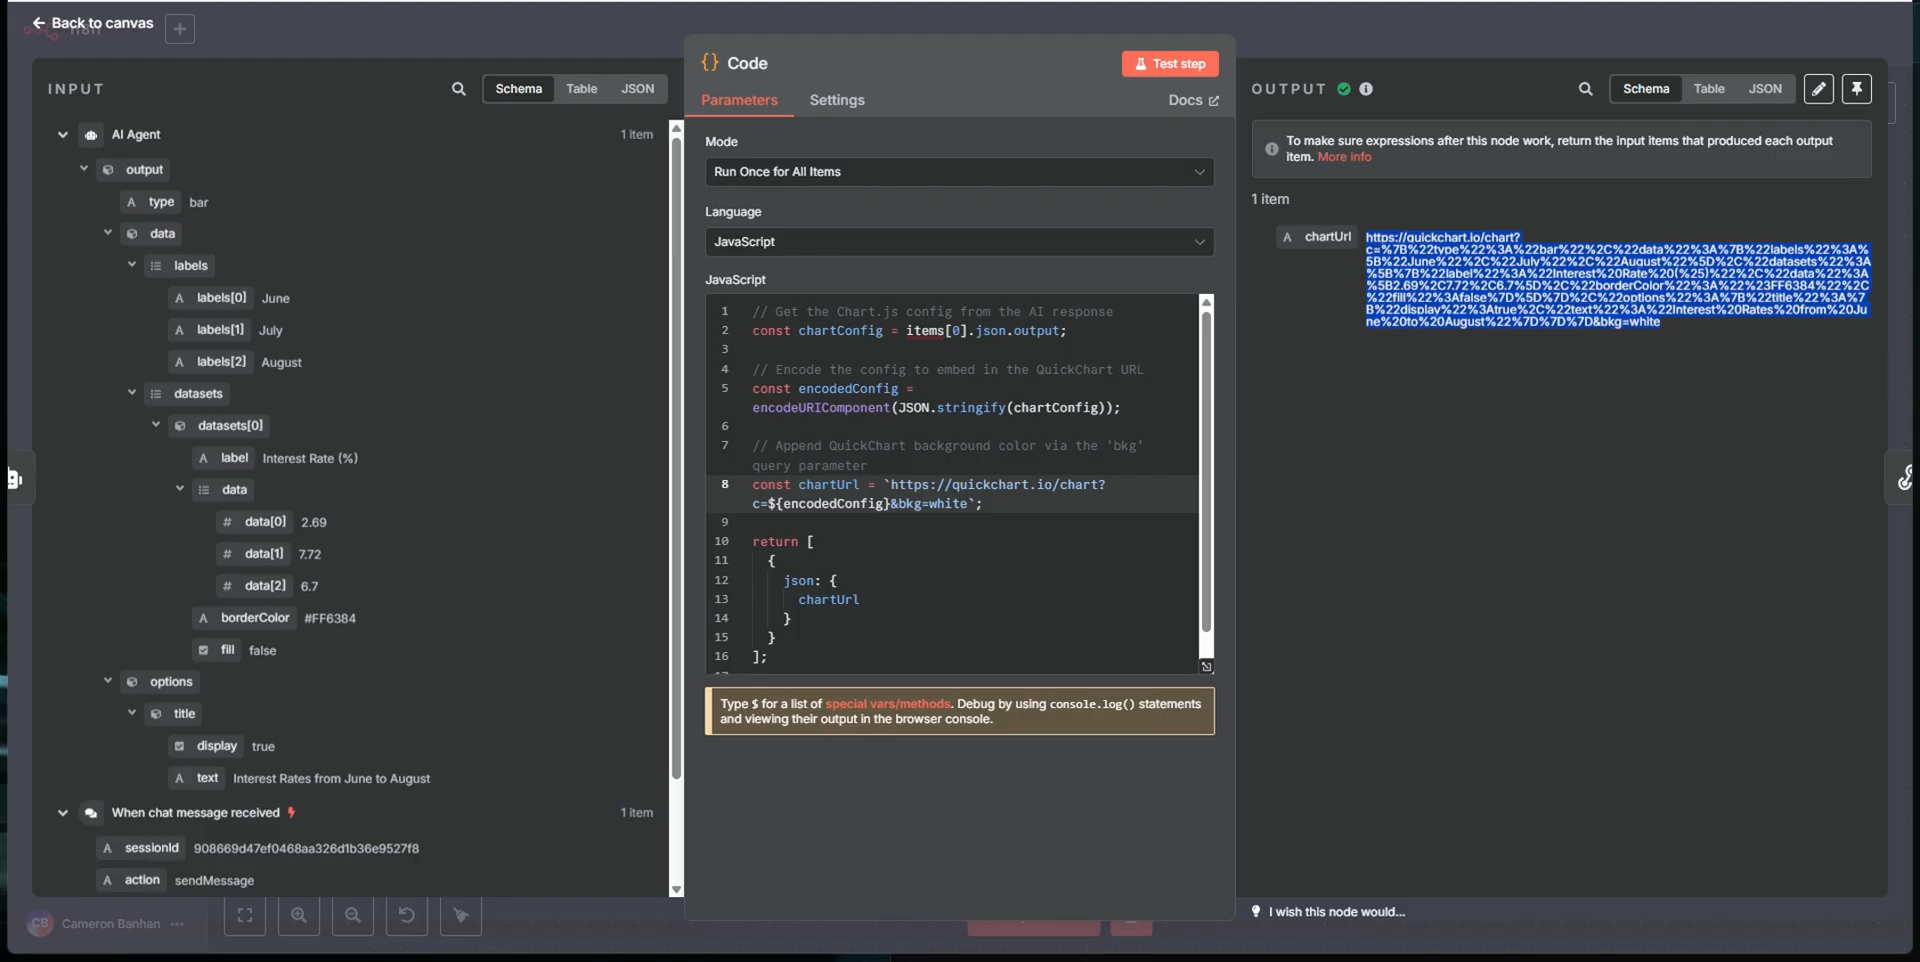 ← Back to canvas
n8n
+
INPUT
Schema
Table
JSON
AI Agent
1 item
output
A type bar
data
labels
A labels[0] June
A labels[1] July
A labels[2] August
datasets
datasets[0]
A label Interest Rate (%)
data
# data[0] 2.69
# data[1] 7.72
# data[2] 6.7
A borderColor #FF6384
fill false
options
title
display true
A text Interest Rates from June to August
When chat message received
1 item
A sessionId 908669d47ef0468aa326d1b36e9527f8
A action sendMessage
CB Cameron Banhan ...
{} Code
Test step
Parameters
Settings
Docs
Mode
Run Once for All Items
Language
JavaScript
JavaScript
1 // Get the Chart.js config from the AI response
2 const chartConfig = items[0].json.output;
3
4 // Encode the config to embed in the QuickChart URL
5 const encodedConfig =
encodeURIComponent(JSON.stringify(chartConfig));
6
7 // Append QuickChart background color via the 'bkg'
query parameter
8 const chartUrl = `https://quickchart.io/chart?
c=${encodedConfig}&bkg=white`;
9
10 return [
11 {
12 json: {
13 chartUrl
14 }
15 }
16 ];
Type $ for a list of special vars/methods. Debug by using console.log() statements
and viewing their output in the browser console.
OUTPUT
Schema
Table
JSON
To make sure expressions after this node work, return the input items that produced each output
item. More info
1 item
A chartUrl https://quickchart.io/chart?
c=%7B%22type%22%3A%22bar%22%2C%22data%22%3A%7B%22labels%22%3A%
5B%22June%22%2C%22July%22%2C%22August%22%5D%2C%22datasets%22%3A
%5B%7B%22label%22%3A%22Interest%20Rate%20(%25)%22%2C%22data%22%3A
%5B2.69%2C7.72%2C6.7%5D%2C%22borderColor%22%3A%22%23FF6384%22%2C
%22fill%22%3Afalse%7D%5D%7D%2C%22options%22%3A%7B%22title%22%3A%7
B%22display%22%3Atrue%2C%22text%22%3A%22Interest%20Rates%20from%20Ju
ne%20to%20August%22%7D%7D%7D&bkg=white
I wish this node would...